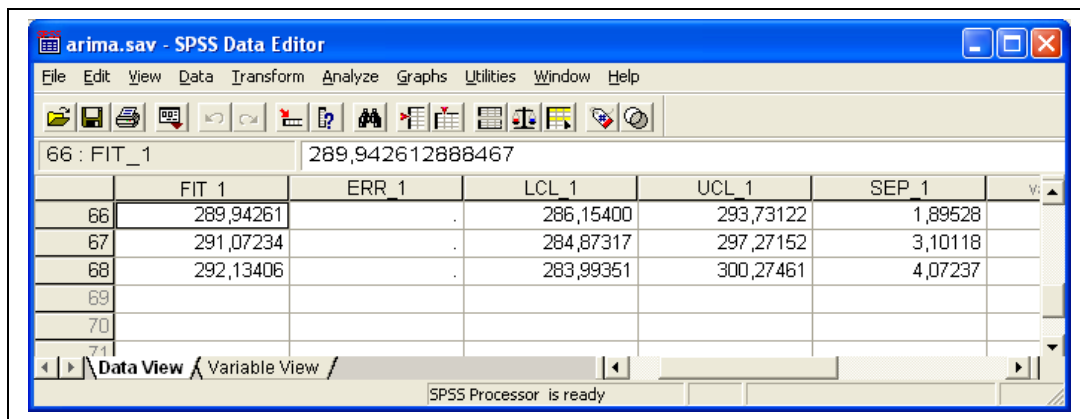 arima.sav - SPSS Data Editor
File Edit View Data Transform Analyze Graphs Utilities Window Help
66 : FIT_1 289,942612888467
FIT_1 ERR_1 LCL_1 UCL_1 SEP_1
66 289,94261 . 286,15400 293,73122 1,89528
67 291,07234 . 284,87317 297,27152 3,10118
68 292,13406 . 283,99351 300,27461 4,07237
69
70
71
Data View Variable View
SPSS Processor is ready